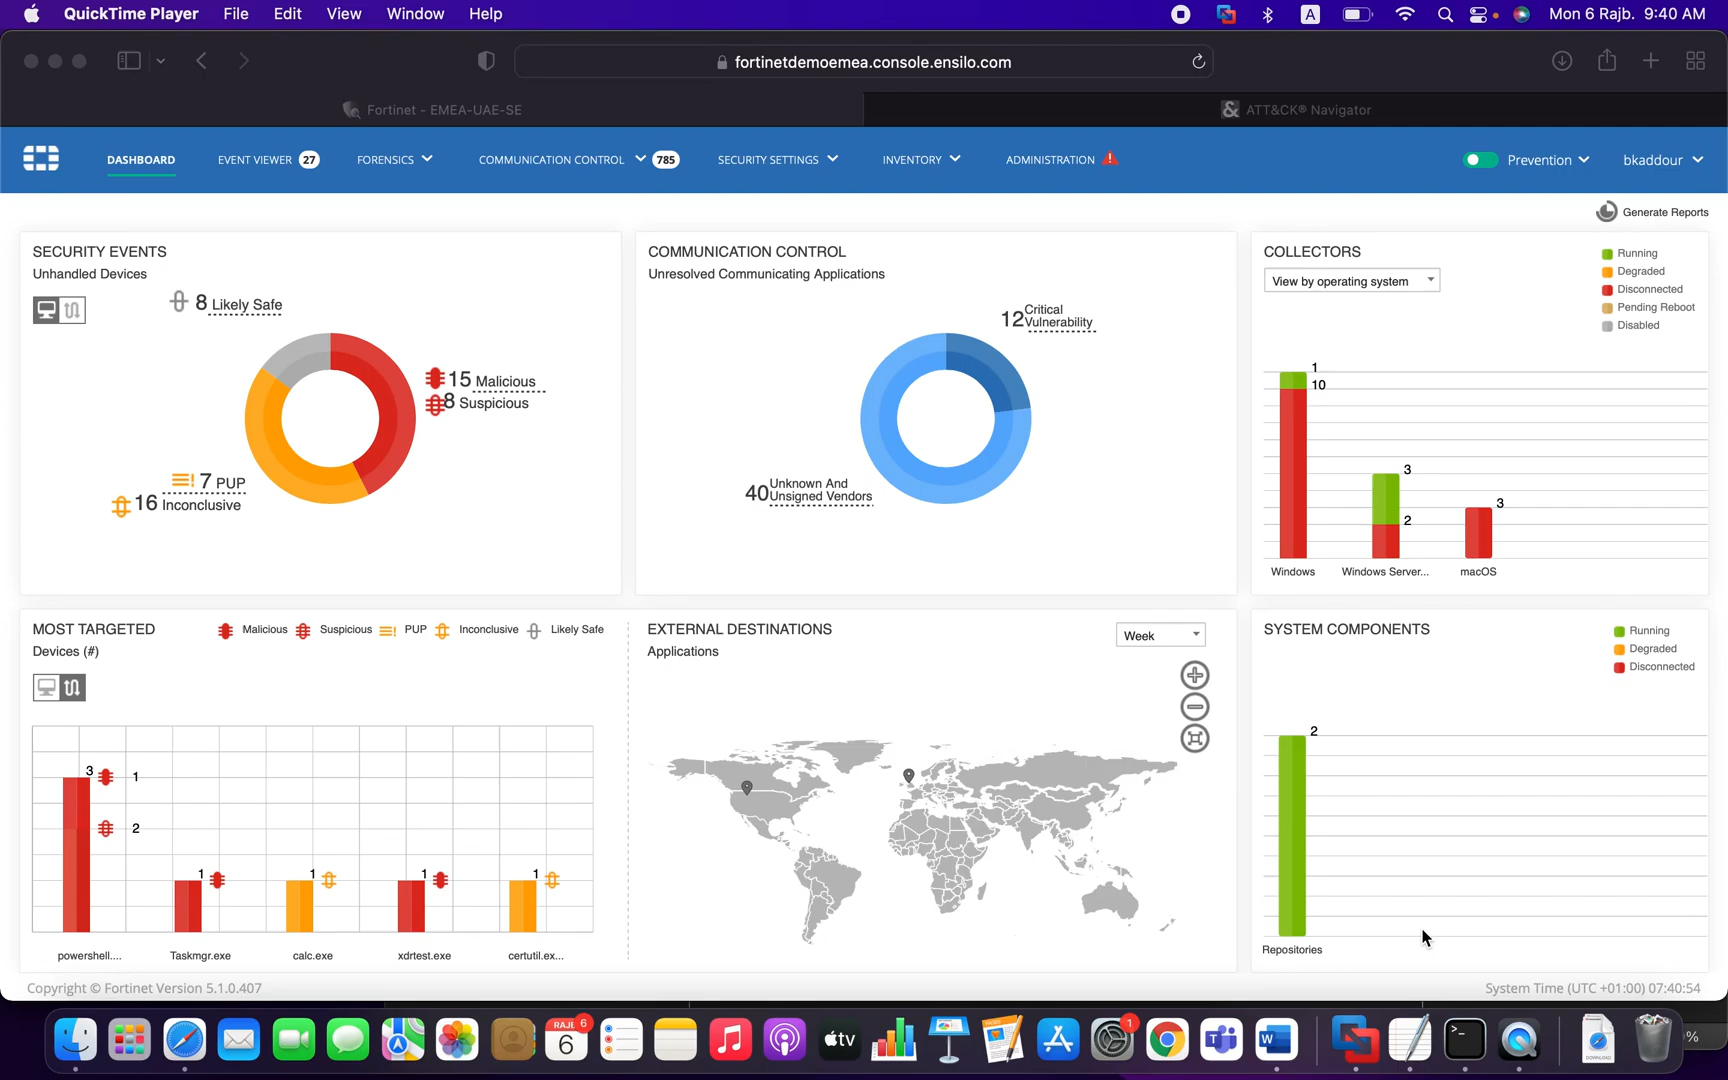 QuickTime Player File Edit View Window Help
A Mon 6 Rajb. 9:40 AM
fortinetdemoemea.console.ensilo.com
Fortinet - EMEA-UAE-SE
& ATT&CK® Navigator
DASHBOARD EVENT VIEWER 27 FORENSICS COMMUNICATION CONTROL 785 SECURITY SETTINGS INVENTORY ADMINISTRATION Prevention bkaddour
Generate Reports
SECURITY EVENTS
Unhandled Devices
8 Likely Safe
15 Malicious
8 Suspicious
7 PUP
16 Inconclusive
COMMUNICATION CONTROL
Unresolved Communicating Applications
12 Critical
Vulnerability
40 Unknown And
Unsigned Vendors
COLLECTORS
View by operating system
Running
Degraded
Disconnected
Pending Reboot
Disabled
1
10
3
2
3
Windows Windows Server... macOS
MOST TARGETED
Devices (#)
Malicious Suspicious PUP Inconclusive Likely Safe
3 1
2
1 1 1 1
powershell.... Taskmgr.exe calc.exe xdrtest.exe certutil.ex...
EXTERNAL DESTINATIONS
Applications
Week
SYSTEM COMPONENTS
Running
Degraded
Disconnected
2
Repositories
Copyright © Fortinet Version 5.1.0.407
System Time (UTC +01:00) 07:40:54
RAJE 6
6
tv
1
W
>_
DOWNLOAD
%